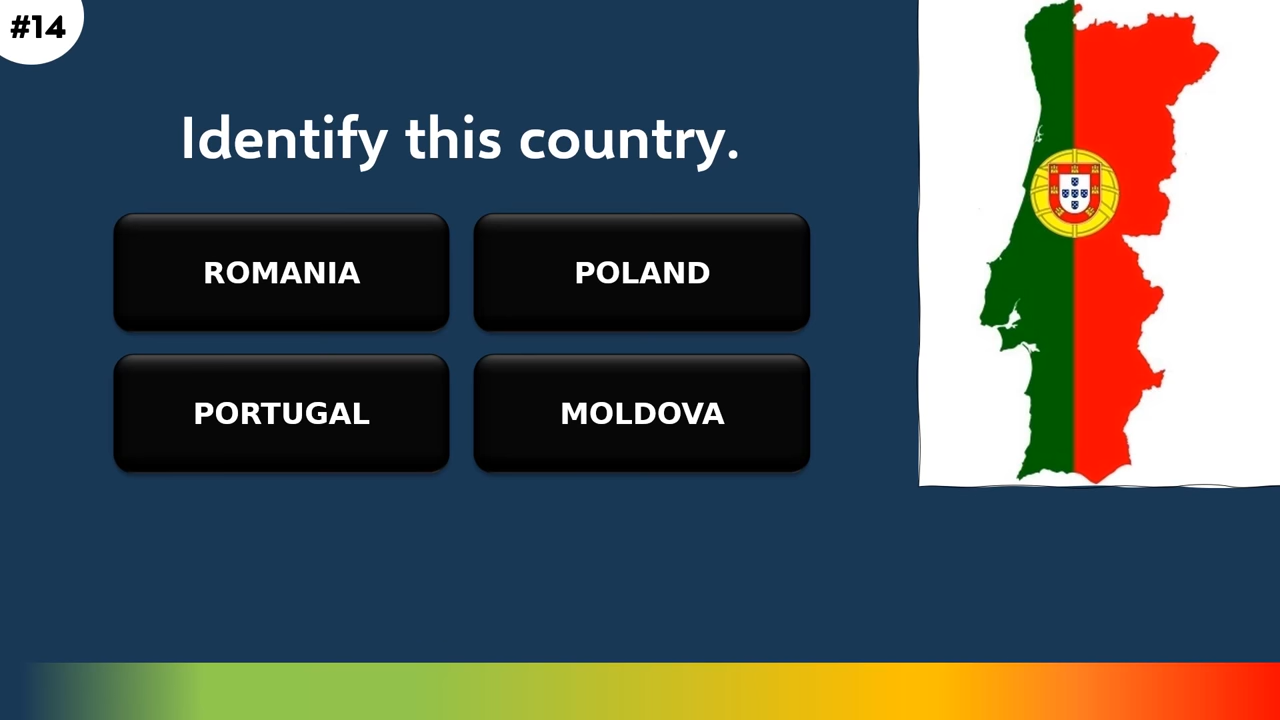 #14
Identify this country.
ROMANIA
POLAND
PORTUGAL
MOLDOVA